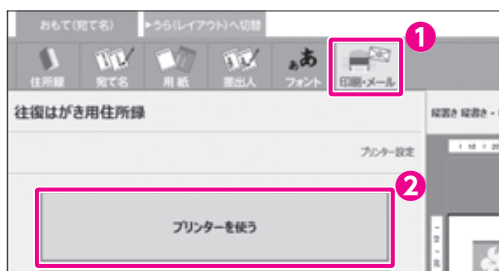 おもて(宛て名) ▶うら(レイアウト)へ切替
1
住所録 宛て名 用紙 差出人 あぁ フォント 印刷・メール
往復はがき用住所録
縦置き 縦書き -
プリンター設定
2
プリンターを使う